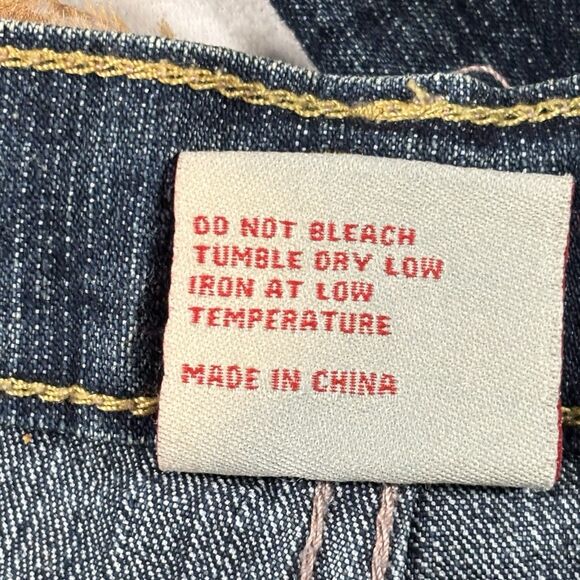 DO NOT BLEACH
TUMBLE DRY LOW
IRON AT LOW
TEMPERATURE
MADE IN CHINA